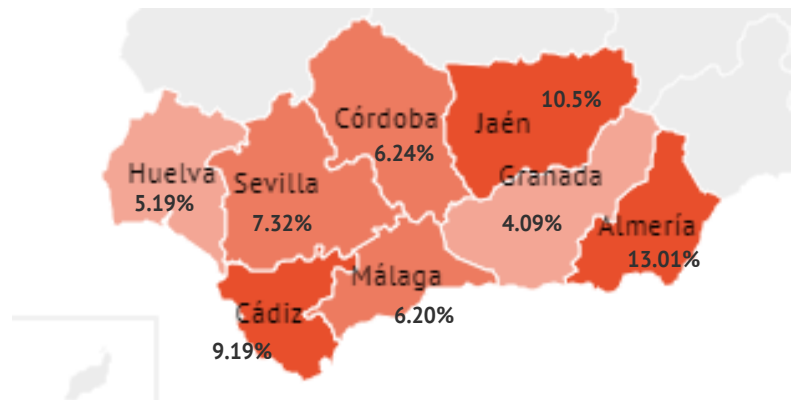 10.5%
Córdoba
Jaén
6.24%
Huelva
Granada
Sevilla
5.19%
7.32%
4.09%
Almería
13.01%
Málaga
Cádiz
6.20%
9.19%